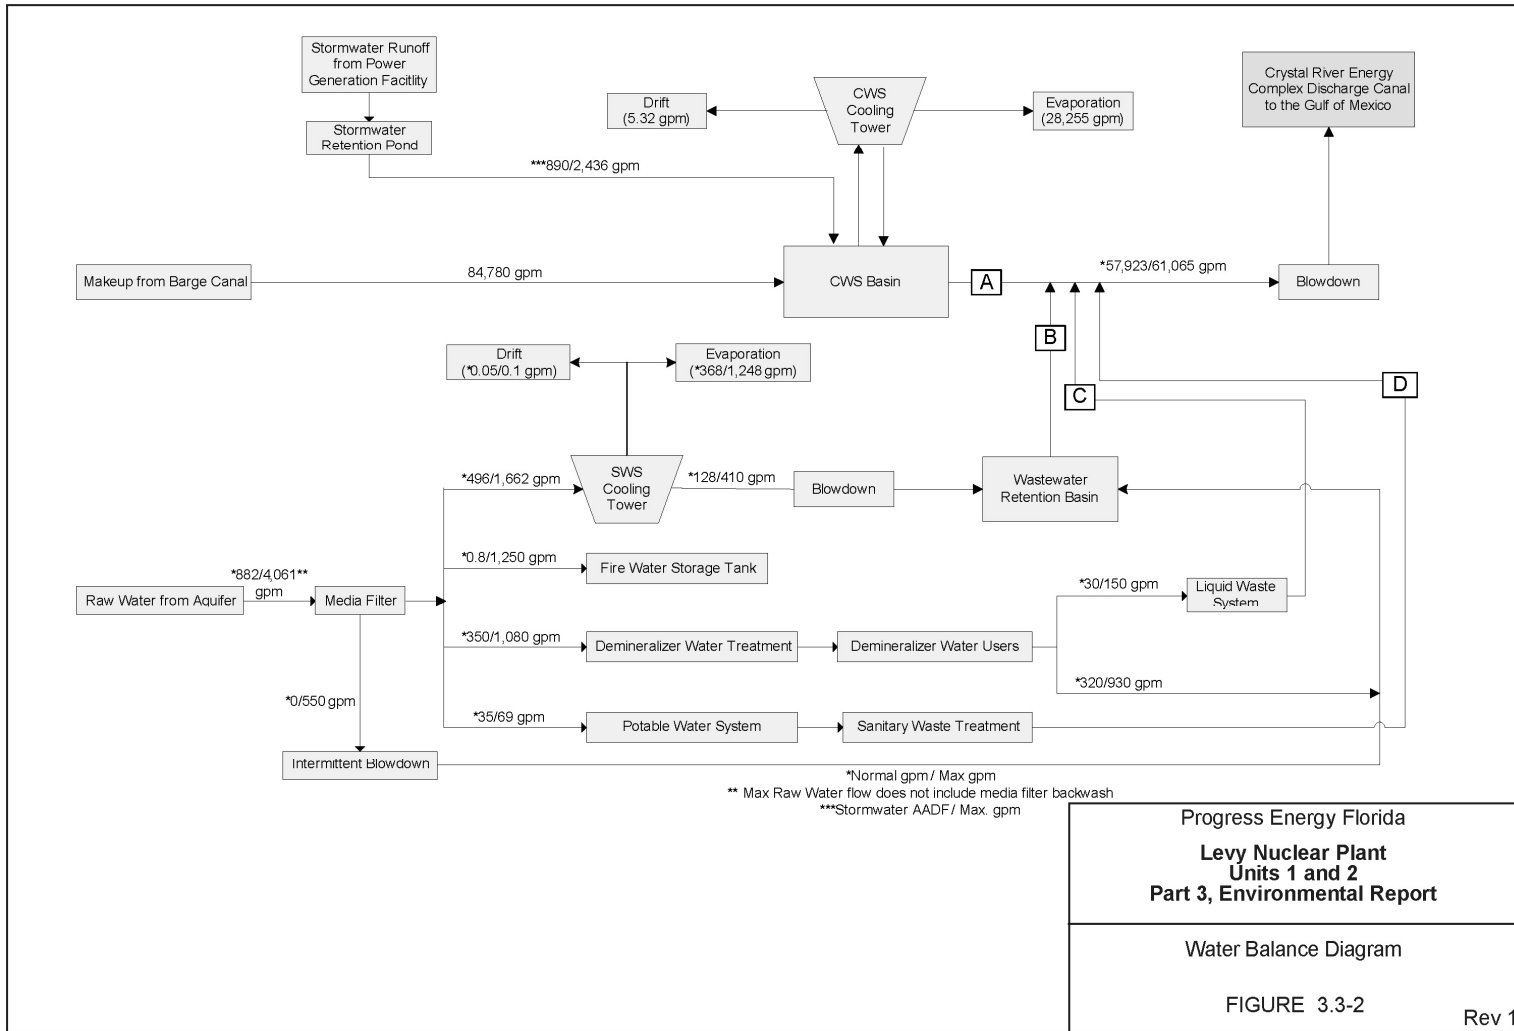 Stormwater Runoff
from Power
Generation Facitlity
Stormwater
Retention Pond
***890/2,436 gpm
Drift
(5.32 gpm)
CWS
Cooling
Tower
Evaporation
(28,255 gpm)
Crystal River Energy
Complex Discharge Canal
to the Gulf of Mexico
Makeup from Barge Canal
84,780 gpm
CWS Basin
A
*57,923/61,065 gpm
Blowdown
B
C
D
Drift
(*0.05/0.1 gpm)
Evaporation
(*368/1,248 gpm)
*496/1,662 gpm
SWS
Cooling
Tower
*128/410 gpm
Blowdown
Wastewater
Retention Basin
*0.8/1,250 gpm
Fire Water Storage Tank
Raw Water from Aquifer
*882/4,061**
gpm
Media Filter
*350/1,080 gpm
Demineralizer Water Treatment
Demineralizer Water Users
*30/150 gpm
Liquid Waste
System
*320/930 gpm
*0/550 gpm
*35/69 gpm
Potable Water System
Sanitary Waste Treatment
Intermittent Blowdown
*Normal gpm / Max gpm
** Max Raw Water flow does not include media filter backwash
***Stormwater AADF / Max. gpm
Progress Energy Florida
Levy Nuclear Plant
Units 1 and 2
Part 3, Environmental Report
Water Balance Diagram
FIGURE 3.3-2
Rev 1